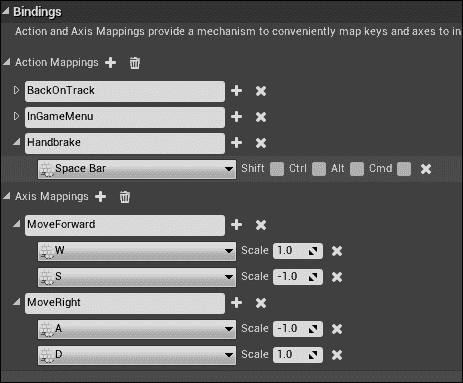 Bindings
Action and Axis Mappings provide a mechanism to conveniently map keys and axes to in
Action Mappings
BackOnTrack
InGameMenu
Handbrake
Space Bar Shift Ctrl Alt Cmd
Axis Mappings
MoveForward
W Scale 1.0
S Scale -1.0
MoveRight
A Scale -1.0
D Scale 1.0